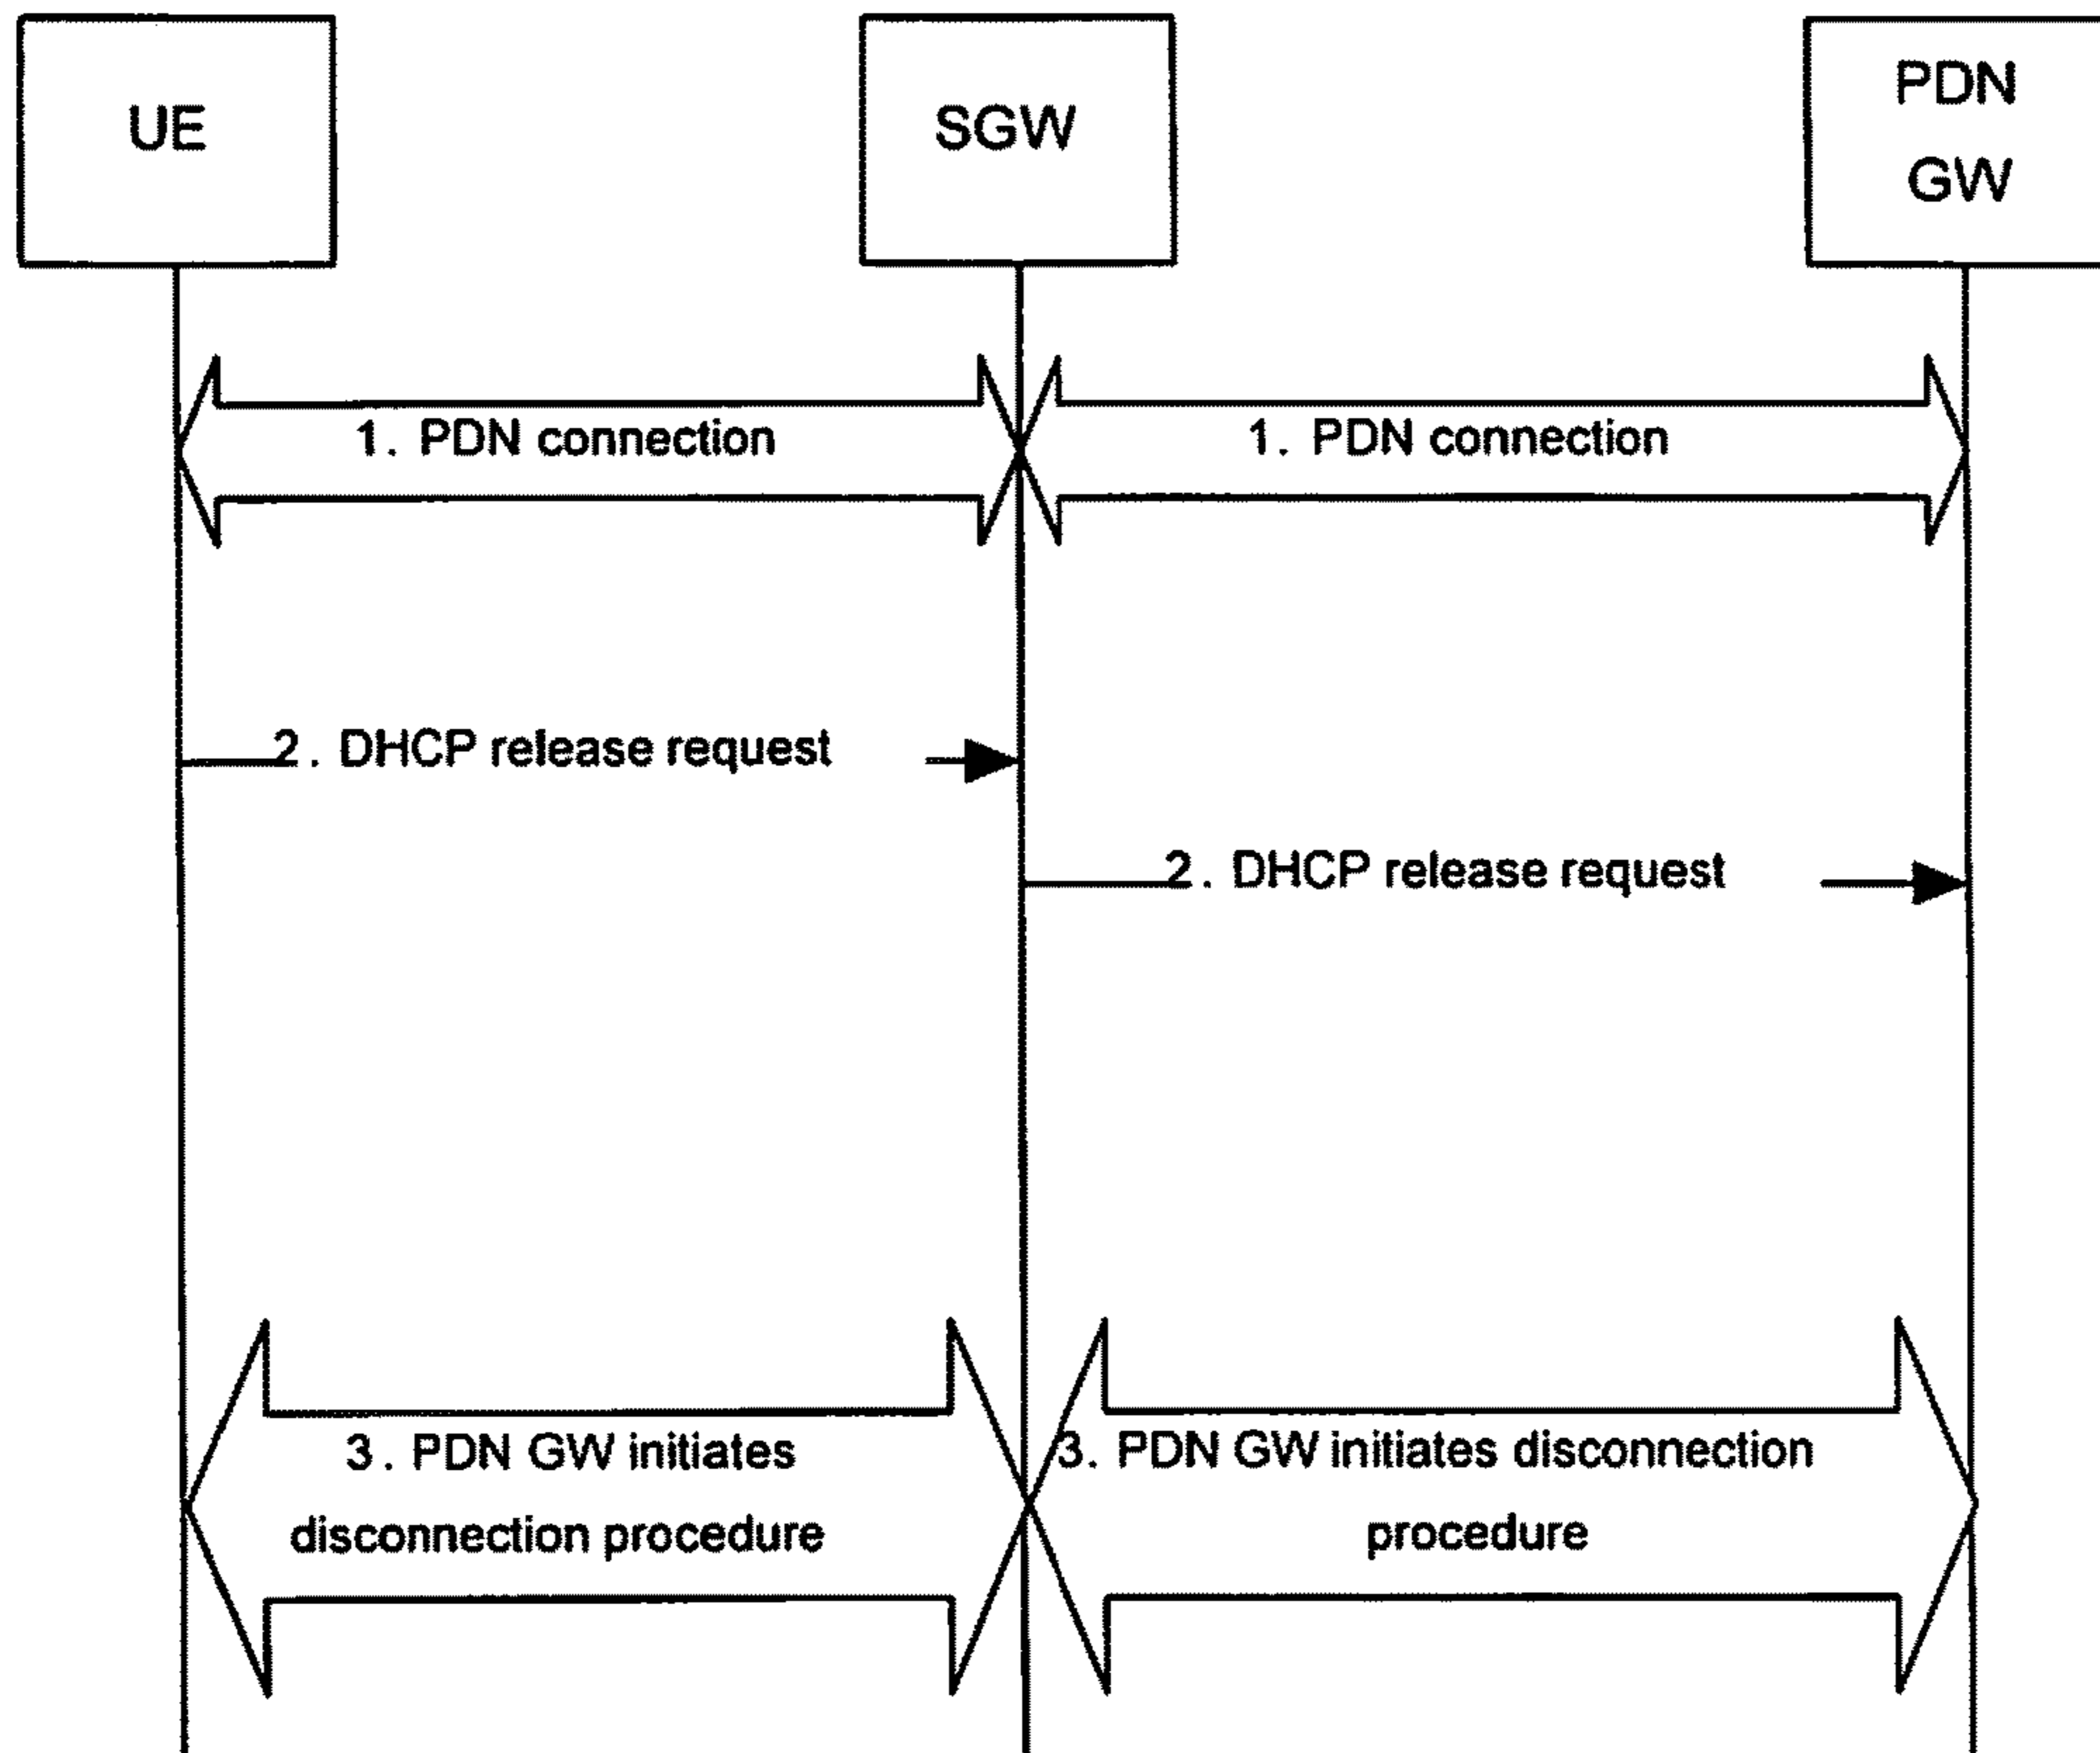 UE
SGW
PDN
GW
1. PDN connection
1. PDN connection
2. DHCP release request
2. DHCP release request
3. PDN GW initiates
disconnection procedure
3. PDN GW initiates disconnection
procedure